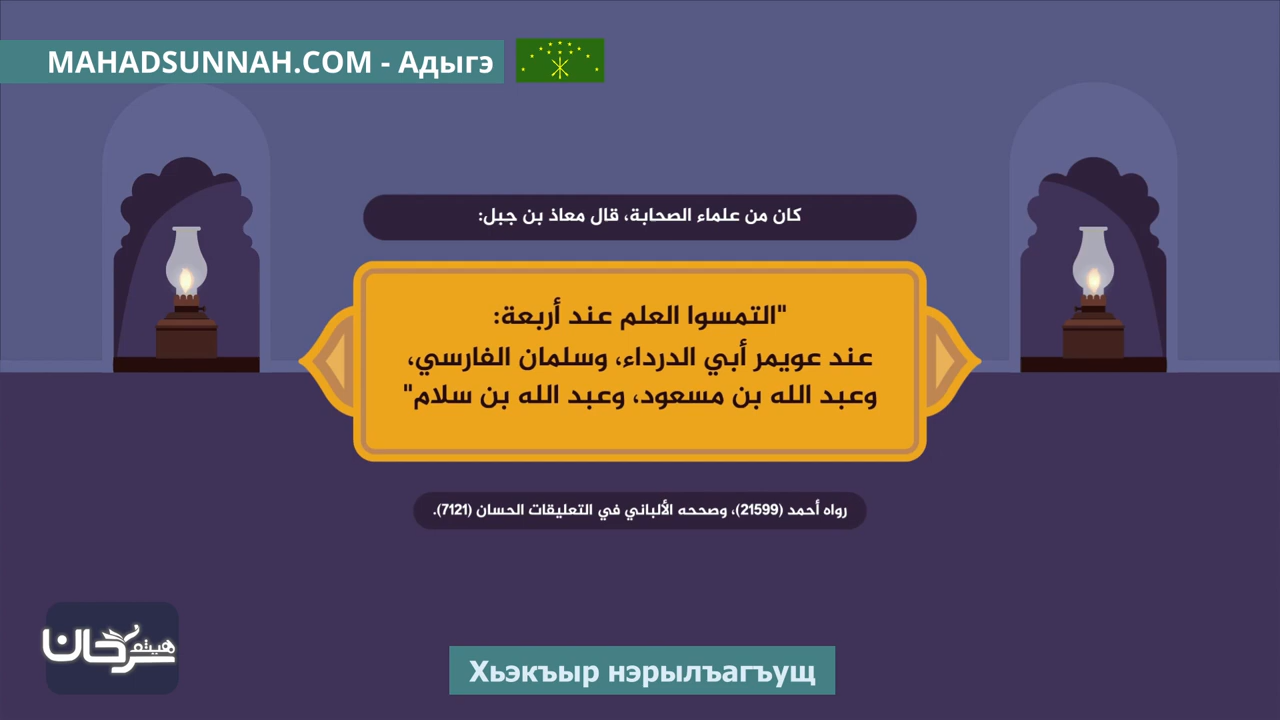 MAHADSUNNAH.COM - Адыгэ
كان من علماء الصحابة، قال معاذ بن جبل:
"التمسوا العلم عند أربعة:
عند عويمر أبي الدرداء، وسلمان الفارسي،
وعبد الله بن مسعود، وعبد الله بن سلام"
رواه أحمد (21599)، وصححه الألباني في التعليقات الحسان (7121).
هيثم
سرحان
Хьэкъыр нэрылъагъущ